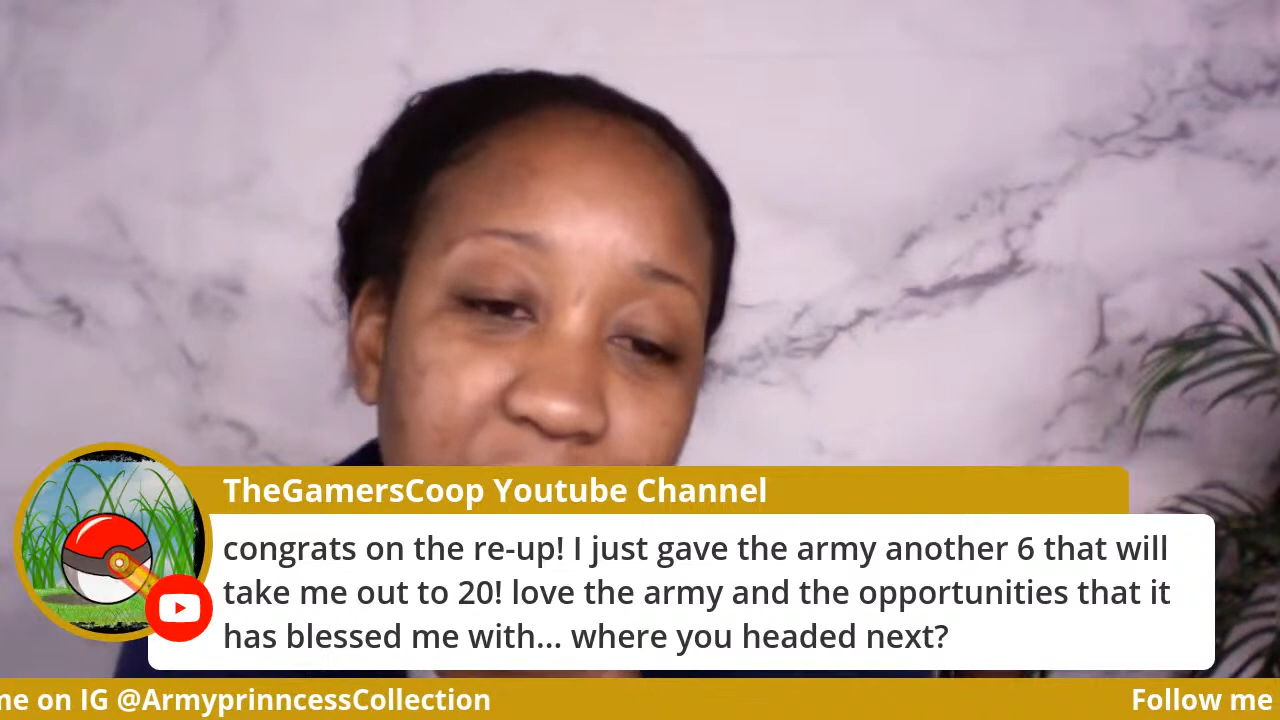 TheGamersCoop Youtube Channel
congrats on the re-up! I just gave the army another 6 that will
take me out to 20! love the army and the opportunities that it
has blessed me with... where you headed next?
me on IG @ArmyprinncessCollection
Follow me